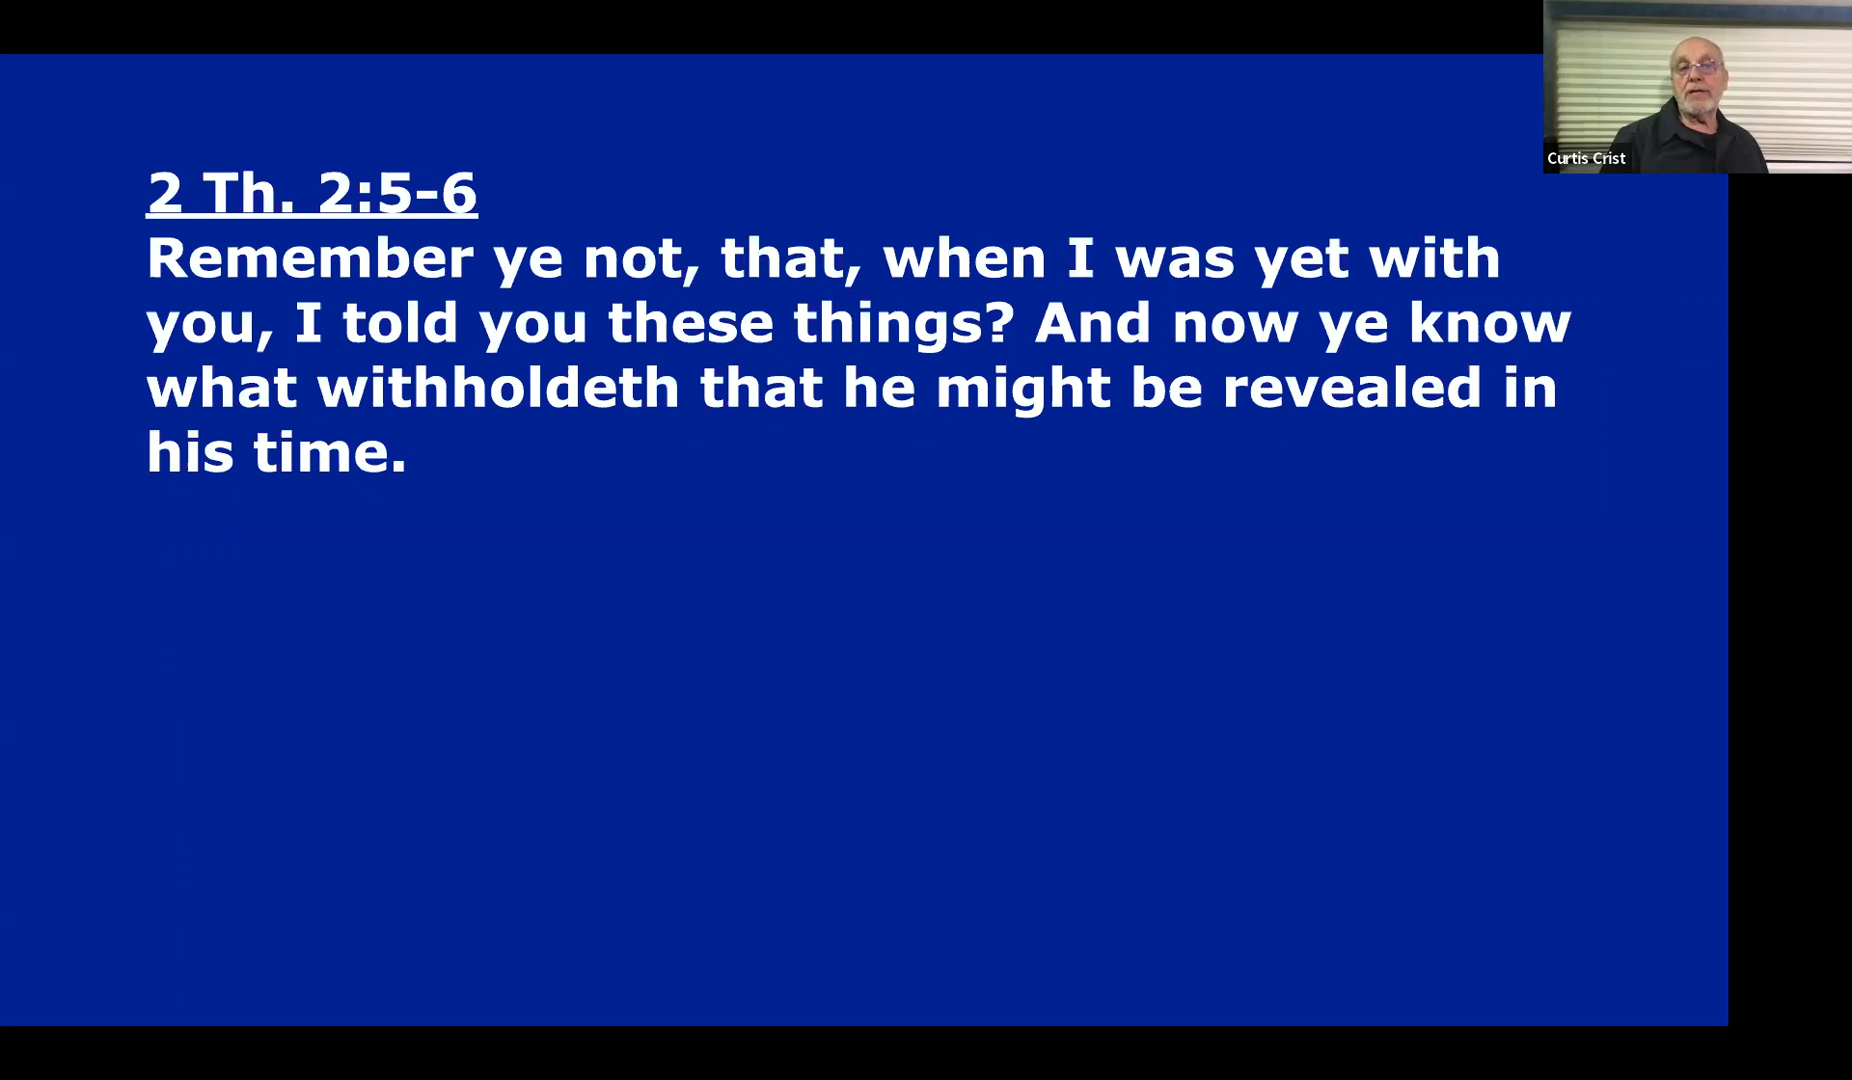 2 Th. 2:5-6
Remember ye not, that, when I was yet with
you, I told you these things? And now ye know
what withholdeth that he might be revealed in
his time.
Curtis Crist